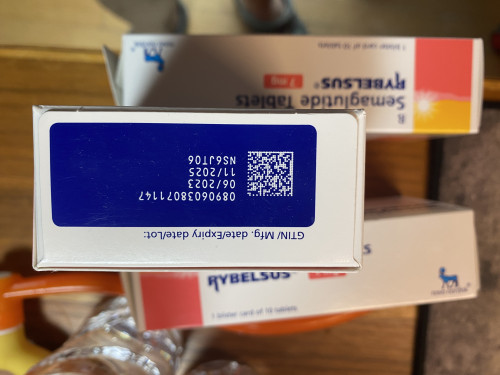 ℞
Semaglutide Tablets
RYBELSUS®
7 mg
1 blister card of 10 tablets
GTIN/ Mfg. date/Expiry date/Lot:
08906038071147
06/2023
11/2025
NS6JT06
RYBELSUS®
1 blister card of 10 tablets